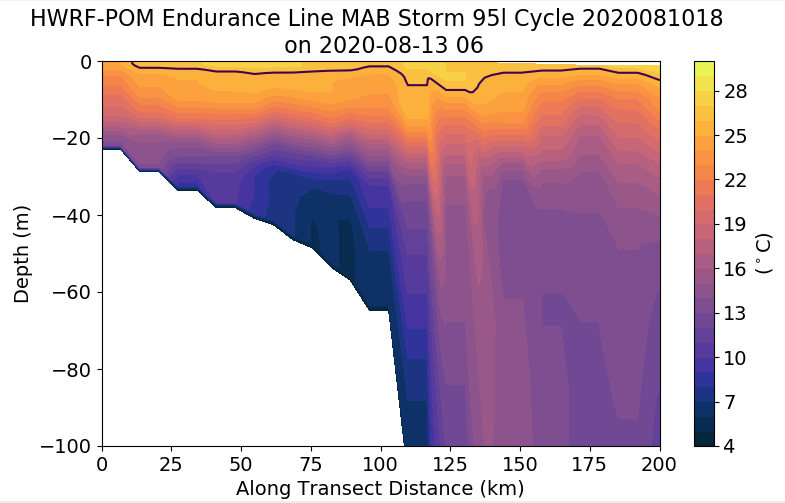 HWRF-POM Endurance Line MAB Storm 95l Cycle 2020081018
on 2020-08-13 06
0
−20
−40
−60
−80
−100
Depth (m)
0 25 50 75 100 125 150 175 200
Along Transect Distance (km)
28
25
22
19
16
13
10
7
4
(°C)